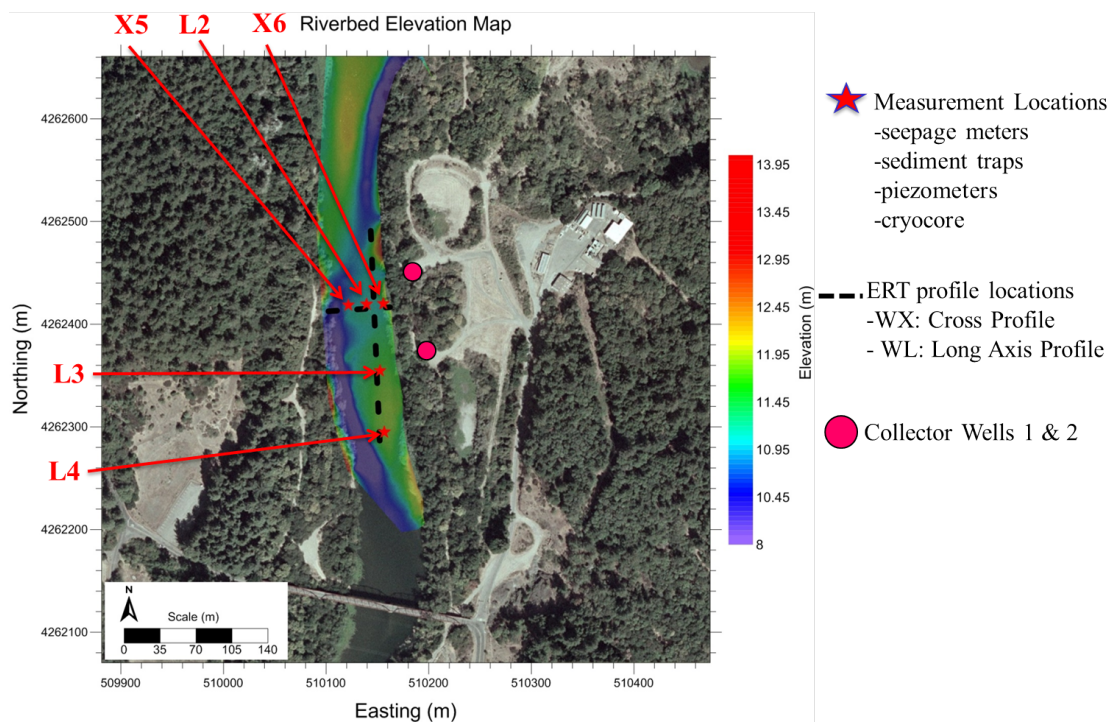 X5 L2 X6
Riverbed Elevation Map
4262600
4262500
4262400
4262300
4262200
4262100
Northing (m)
L3
L4
N
Scale (m)
0 35 70 105 140
509900 510000 510100 510200 510300 510400
Easting (m)
Elevation (m)
13.95
13.45
12.95
12.45
11.95
11.45
10.95
10.45
8
Measurement Locations
-seepage meters
-sediment traps
-piezometers
-cryocore
ERT profile locations
-WX: Cross Profile
- WL: Long Axis Profile
Collector Wells 1 & 2